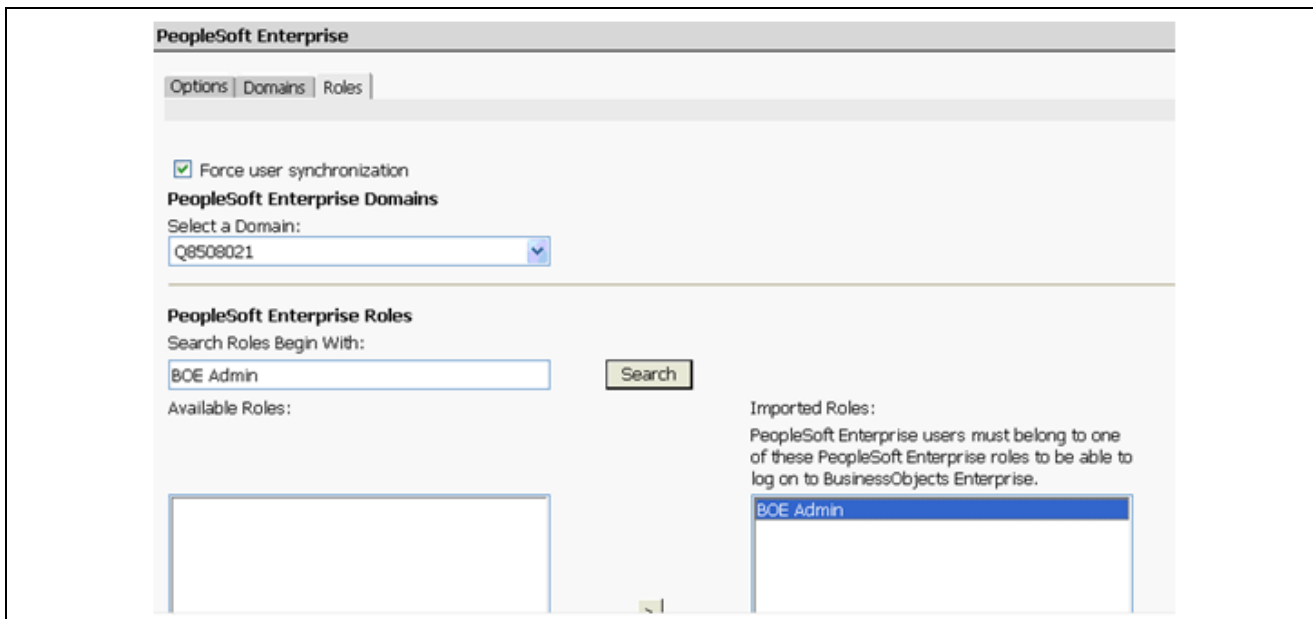 PeopleSoft Enterprise
Options | Domains | Roles
Force user synchronization
PeopleSoft Enterprise Domains
Select a Domain:
Q8508021
PeopleSoft Enterprise Roles
Search Roles Begin With:
BOE Admin
Search
Available Roles:
Imported Roles:
PeopleSoft Enterprise users must belong to one
of these PeopleSoft Enterprise roles to be able to
log on to BusinessObjects Enterprise.
BOE Admin
>